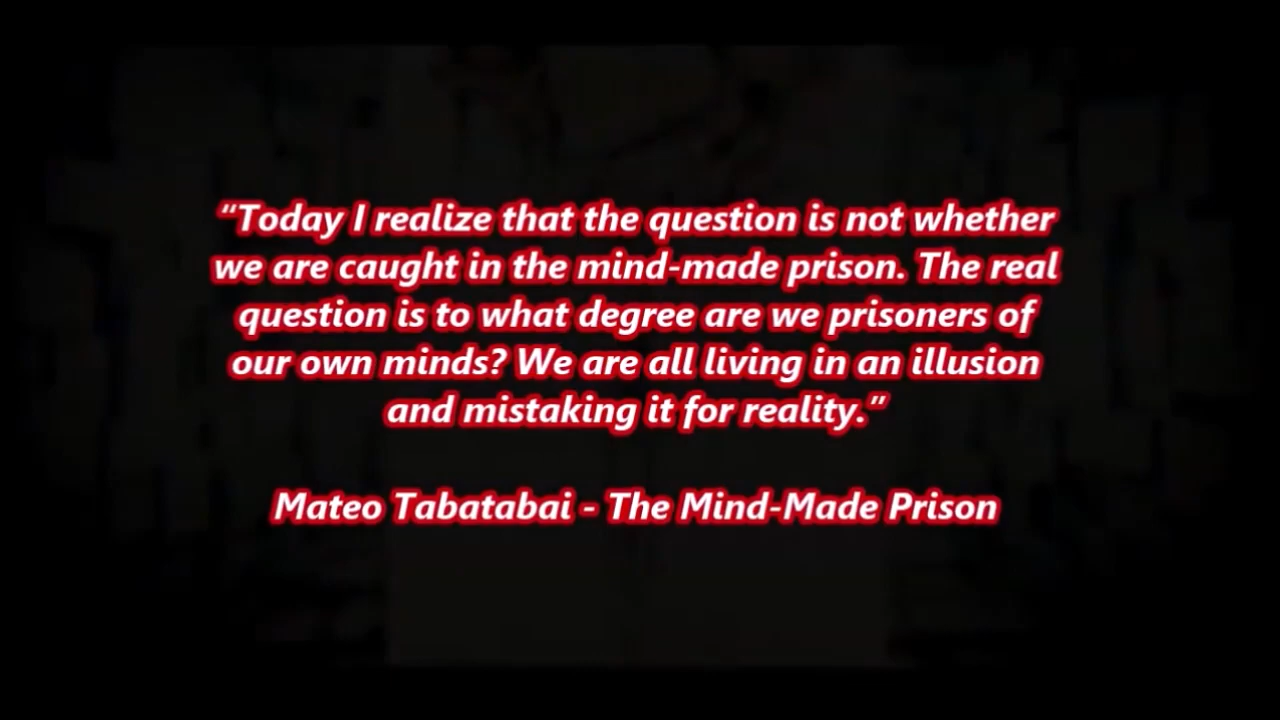 “Today I realize that the question is not whether
we are caught in the mind-made prison. The real
question is to what degree are we prisoners of
our own minds? We are all living in an illusion
and mistaking it for reality.”
Mateo Tabatabai - The Mind-Made Prison